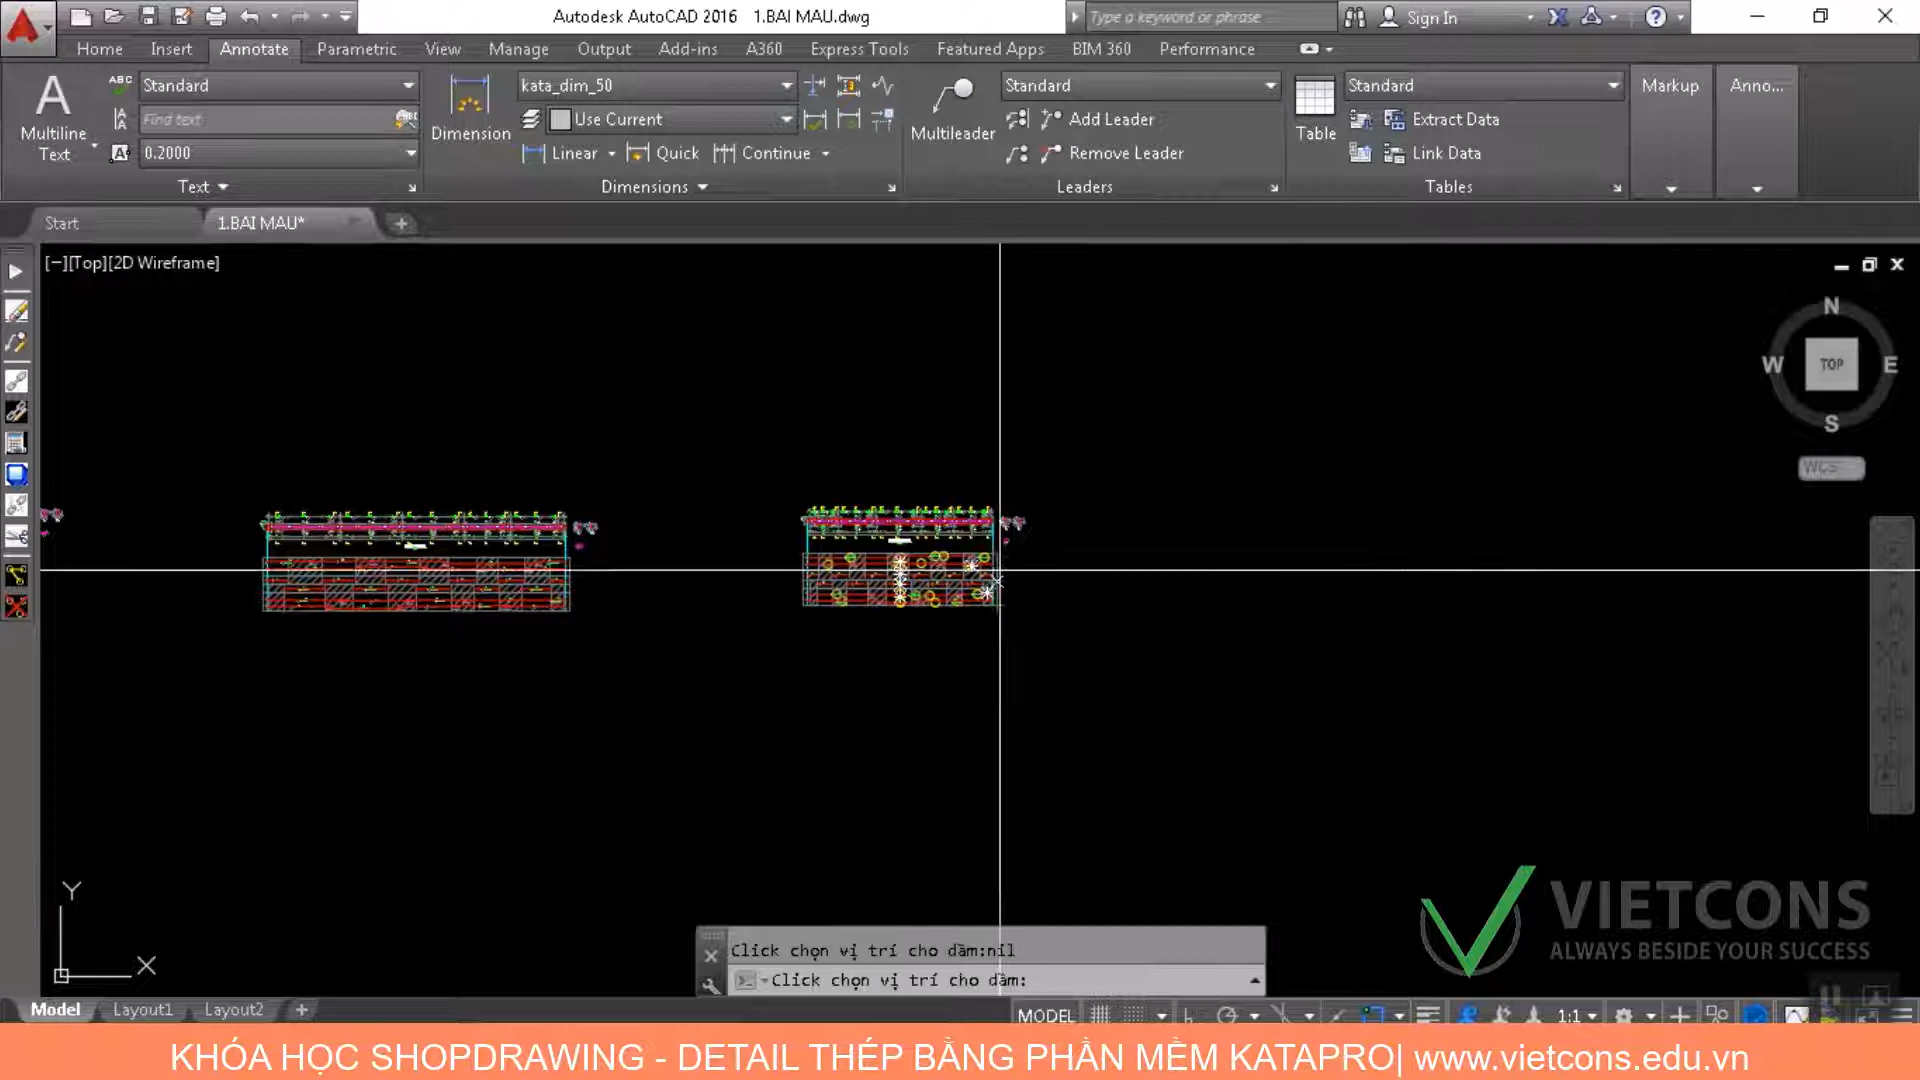 Autodesk AutoCAD 2016 1.BAI MAU.dwg
Type a keyword or phrase
Sign In
Home Insert Annotate Parametric View Manage Output Add-ins A360 Express Tools Featured Apps BIM 360 Performance
A Multiline Text
ABC Standard
Find text
0.2000
Text
Dimension
kata_dim_50
Use Current
Linear Quick Continue
Dimensions
Multileader
Standard
Add Leader
Remove Leader
Leaders
Table
Standard
Extract Data
Link Data
Tables
Markup
Anno...
Start 1.BAI MAU*
[−][Top][2D Wireframe]
N
W TOP E
S
WCS
Y
X
VIETCONS
ALWAYS BESIDE YOUR SUCCESS
Click chọn vị trí cho dầm:nil
Click chọn vị trí cho dầm:
Model Layout1 Layout2
MODEL 1:1
KHÓA HỌC SHOPDRAWING - DETAIL THÉP BẰNG PHẦN MỀM KATAPRO| www.vietcons.edu.vn